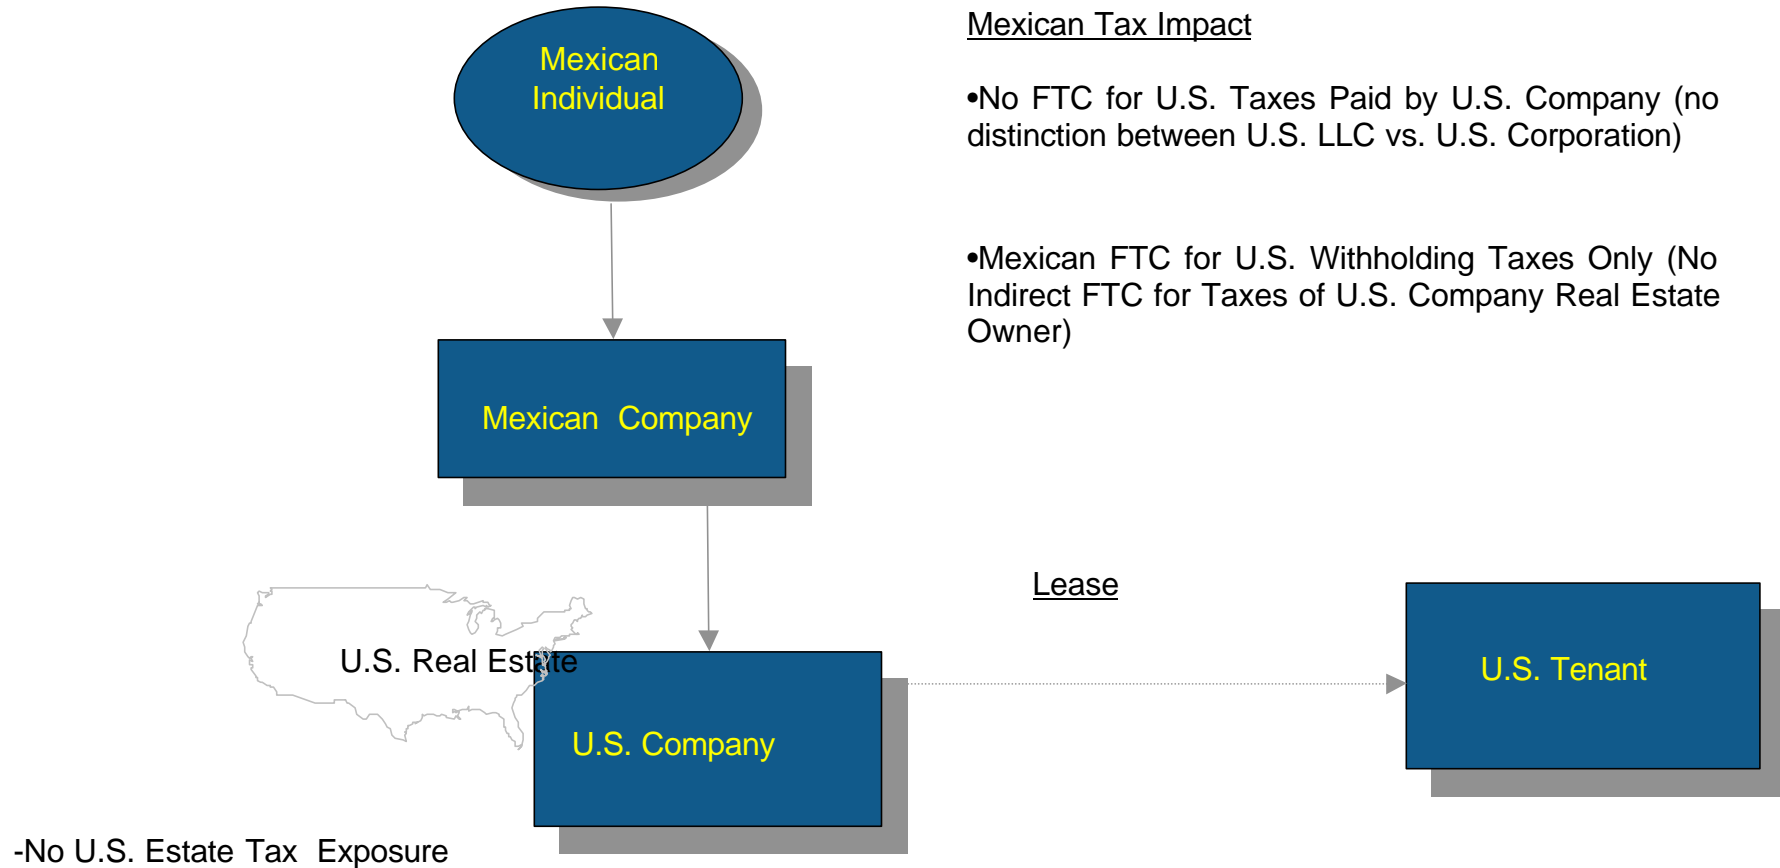 Mexican
Individual
Mexican Tax Impact
•No FTC for U.S. Taxes Paid by U.S. Company (no
distinction between U.S. LLC vs. U.S. Corporation)
•Mexican FTC for U.S. Withholding Taxes Only (No
Indirect FTC for Taxes of U.S. Company Real Estate
Owner)
Mexican Company
Lease
U.S. Real Estate
U.S. Company
U.S. Tenant
-No U.S. Estate Tax Exposure